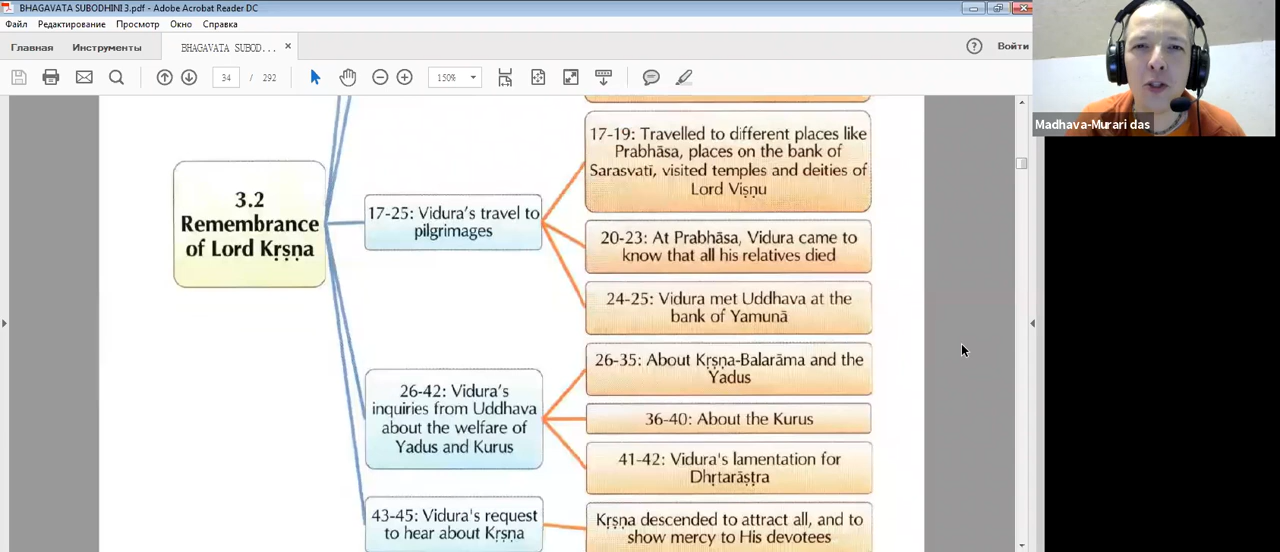 BHAGAVATA SUBODHINI 3.pdf - Adobe Acrobat Reader DC
Файл Редактирование Просмотр Окно Справка
Главная Инструменты BHAGAVATA SUBOD... × Войти
34 / 292 150%
Madhava-Murari das
3.2
Remembrance
of Lord Kṛṣṇa
17-25: Vidura's travel to
pilgrimages
17-19: Travelled to different places like
Prabhāsa, places on the bank of
Sarasvatī, visited temples and deities of
Lord Viṣṇu
20-23: At Prabhāsa, Vidura came to
know that all his relatives died
24-25: Vidura met Uddhava at the
bank of Yamunā
26-42: Vidura's
inquiries from Uddhava
about the welfare of
Yadus and Kurus
26-35: About Kṛṣṇa-Balarāma and the
Yadus
36-40: About the Kurus
41-42: Vidura's lamentation for
Dhṛtarāṣṭra
43-45: Vidura's request
to hear about Kṛṣṇa
Kṛṣṇa descended to attract all, and to
show mercy to His devotees